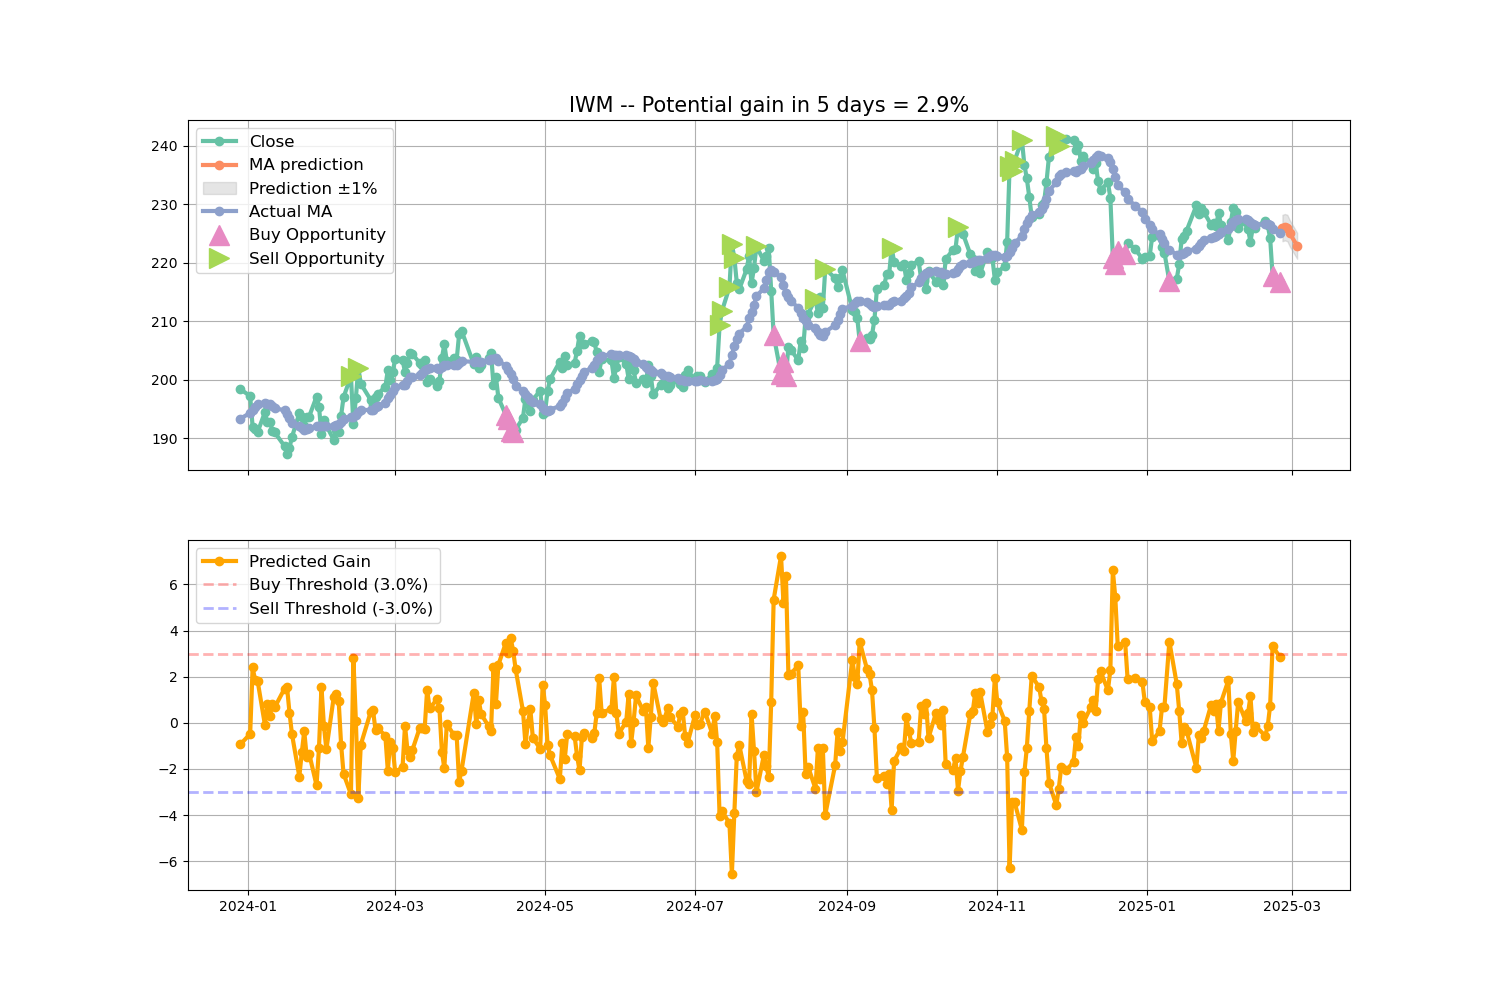 IWM -- Potential gain in 5 days = 2.9%
240
230
220
210
200
190
Close
MA prediction
Prediction ±1%
Actual MA
Buy Opportunity
Sell Opportunity
6
4
2
0
−2
−4
−6
Predicted Gain
Buy Threshold (3.0%)
Sell Threshold (-3.0%)
2024-01 2024-03 2024-05 2024-07 2024-09 2024-11 2025-01 2025-03